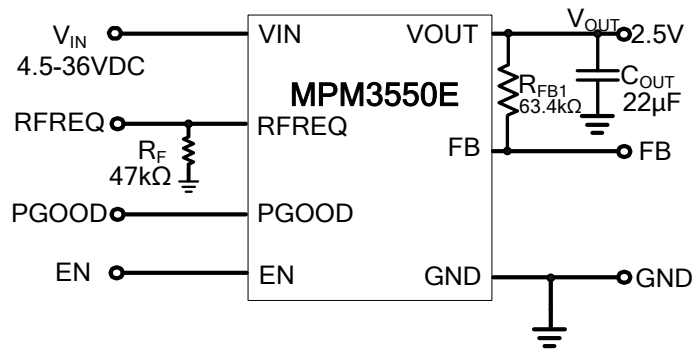 VIN
4.5-36VDC
RFREQ
RF
47kΩ
PGOOD
EN
VIN
VOUT
MPM3550E
RFREQ
FB
PGOOD
EN
GND
VOUT
2.5V
RFB1
63.4kΩ
COUT
22µF
FB
GND